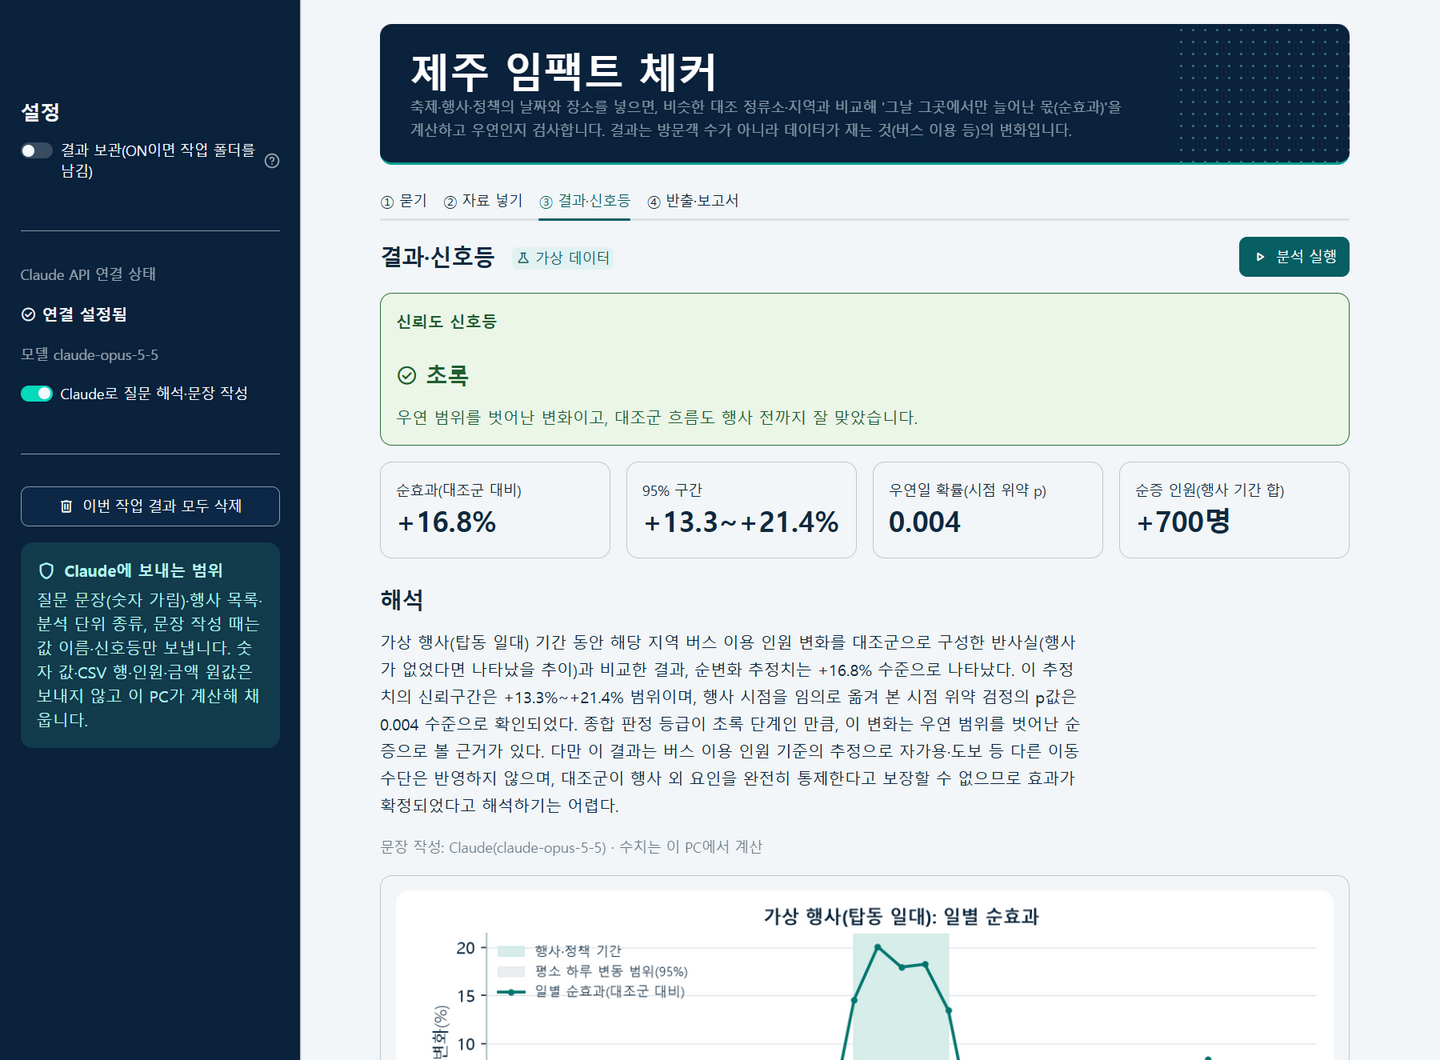 설정
결과 보관(ON이면 작업 폴더를
남김)
Claude API 연결 상태
연결 설정됨
모델 claude-opus-5-5
Claude로 질문 해석·문장 작성
이번 작업 결과 모두 삭제
Claude에 보내는 범위
질문 문장(숫자 가림)·행사 목록·
분석 단위 종류, 문장 작성 때는
값 이름·신호등만 보냅니다. 숫
자 값·CSV 행·인원·금액 원값은
보내지 않고 이 PC가 계산해 채
웁니다.
제주 임팩트 체커
축제·행사·정책의 날짜와 장소를 넣으면, 비슷한 대조 정류소·지역과 비교해 '그날 그곳에서만 늘어난 몫(순효과)'을
계산하고 우연인지 검사합니다. 결과는 방문객 수가 아니라 데이터가 재는 것(버스 이용 등)의 변화입니다.
① 묻기 ② 자료 넣기 ③ 결과·신호등 ④ 반출·보고서
결과·신호등 가상 데이터 분석 실행
신뢰도 신호등
초록
우연 범위를 벗어난 변화이고, 대조군 흐름도 행사 전까지 잘 맞았습니다.
순효과(대조군 대비) 95% 구간 우연일 확률(시점 위약 p) 순증 인원(행사 기간 합)
+16.8% +13.3~+21.4% 0.004 +700명
해석
가상 행사(탑동 일대) 기간 동안 해당 지역 버스 이용 인원 변화를 대조군으로 구성한 반사실(행사
가 없었다면 나타났을 추이)과 비교한 결과, 순변화 추정치는 +16.8% 수준으로 나타났다. 이 추정
치의 신뢰구간은 +13.3%~+21.4% 범위이며, 행사 시점을 임의로 옮겨 본 시점 위약 검정의 p값은
0.004 수준으로 확인되었다. 종합 판정 등급이 초록 단계인 만큼, 이 변화는 우연 범위를 벗어난 순
증으로 볼 근거가 있다. 다만 이 결과는 버스 이용 인원 기준의 추정으로 자가용·도보 등 다른 이동
수단은 반영하지 않으며, 대조군이 행사 외 요인을 완전히 통제한다고 보장할 수 없으므로 효과가
확정되었다고 해석하기는 어렵다.
문장 작성: Claude(claude-opus-5-5) · 수치는 이 PC에서 계산
가상 행사(탑동 일대): 일별 순효과
행사·정책 기간
평소 하루 변동 범위(95%)
일별 순효과(대조군 대비)
20
15
10
변화(%)